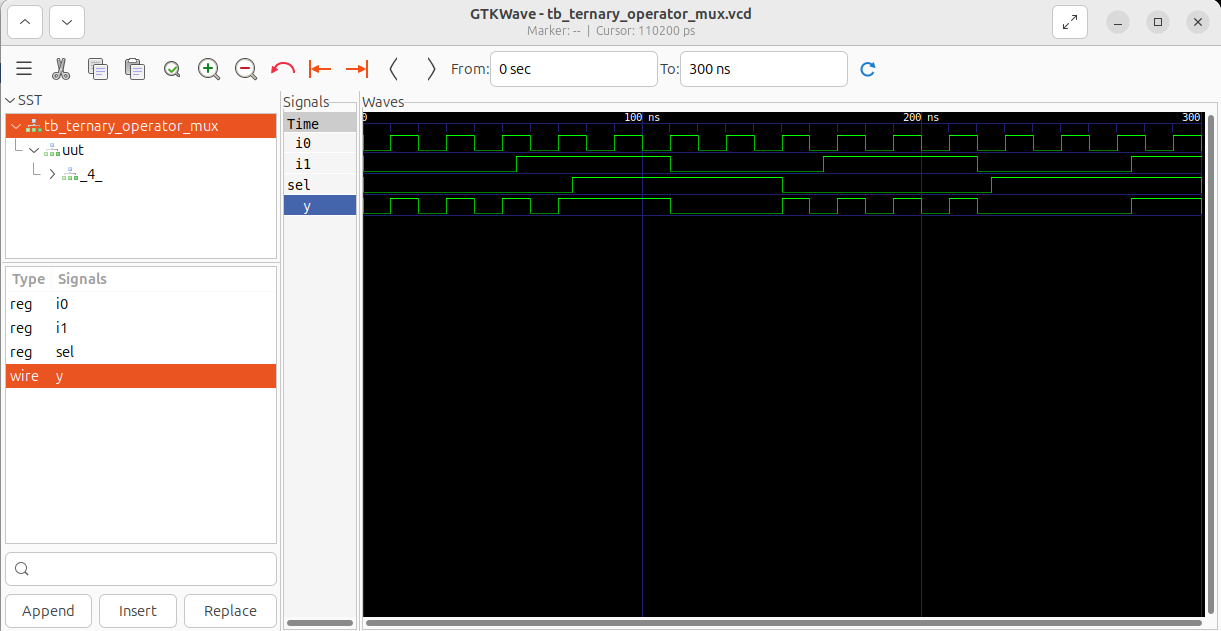 GTKWave - tb_ternary_operator_mux.vcd
Marker: -- | Cursor: 110200 ps
From: 0 sec To: 300 ns
SST
tb_ternary_operator_mux
uut
_4_
Type Signals
reg i0
reg i1
reg sel
wire y
Append Insert Replace
Signals
Time
i0
i1
sel
y
Waves
0 100 ns 200 ns 300